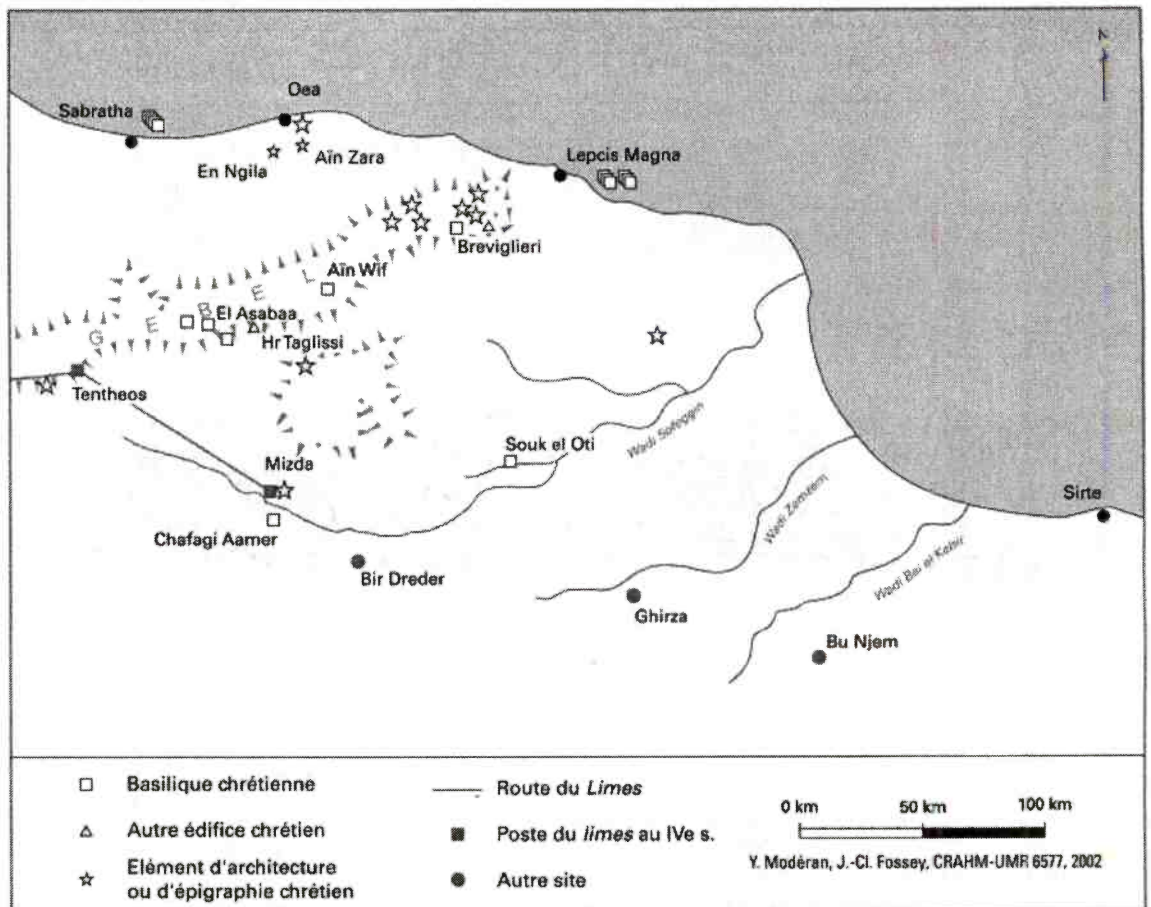 N
Oea
Sabratha
Aïn Zara
En Ngila
Lepcis Magna
Breviglieri
Aïn Wif
GEBEL
El Asabaa
Hr Taglissi
Tentheos
Wadi Sofeggin
Souk el Oti
Mizda
Sirte
Wadi Zemzem
Chafagi Aamer
Bir Dreder
Wadi Bei el Kebir
Ghirza
Bu Njem
Basilique chrétienne
Autre édifice chrétien
Elément d'architecture
ou d'épigraphie chrétien
Route du Limes
Poste du limes au IVe s.
Autre site
0 km 50 km 100 km
Y. Modéran, J.-Cl. Fossey, CRAHM-UMR 6577, 2002